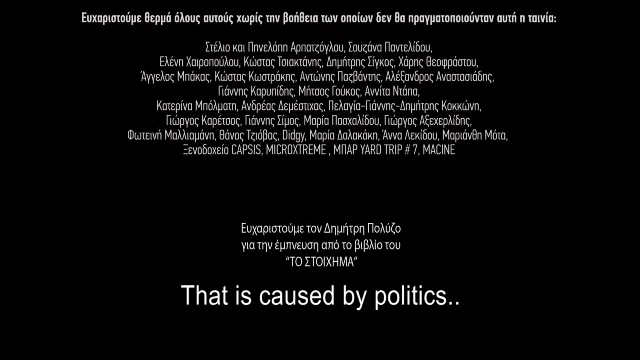 Ευχαριστούμε θερμά όλους αυτούς χωρίς την βοήθεια των οποίων δεν θα πραγματοποιούνταν αυτή η ταινία:
Στέλιο και Πηνελόπη Αρπατζόγλου, Σουζάνα Παντελίδου,
Ελένη Χαιροπούλου, Κώστας Τσιακτάνης, Δημήτρης Σίγκος, Χάρης Θεοφράστου,
Άγγελος Μπάκας, Κώστας Κωστράκης, Αντώνης Παζβάντης, Αλέξανδρος Αναστασιάδης,
Γιάννης Καρυπίδης, Μήτσος Γούκος, Αννίτα Ντάπα,
Κατερίνα Μπόλματη, Ανδρέας Δεμέστιχας, Πελαγία-Γιάννης-Δημήτρης Κοκκώνη,
Γιώργος Καρέτσος, Γιάννης Σίμος, Μαρία Πασχαλίδου, Γιώργος Αξεχερλίδης,
Φωτεινή Μαλλιαμάνη, Θάνος Τζιόβας, Didgy, Μαρία Δαλακάκη, Άννα Λεκίδου, Μαριάνθη Μότα,
Ξενοδοχείο CAPSIS, MICROXTREME , ΜΠΑΡ YARD TRIP # 7, MACINE
Ευχαριστούμε τον Δημήτρη Πολύζο
για την έμπνευση από το βιβλίο του
“ΤΟ ΣΤΟΙΧΗΜΑ”
That is caused by politics..